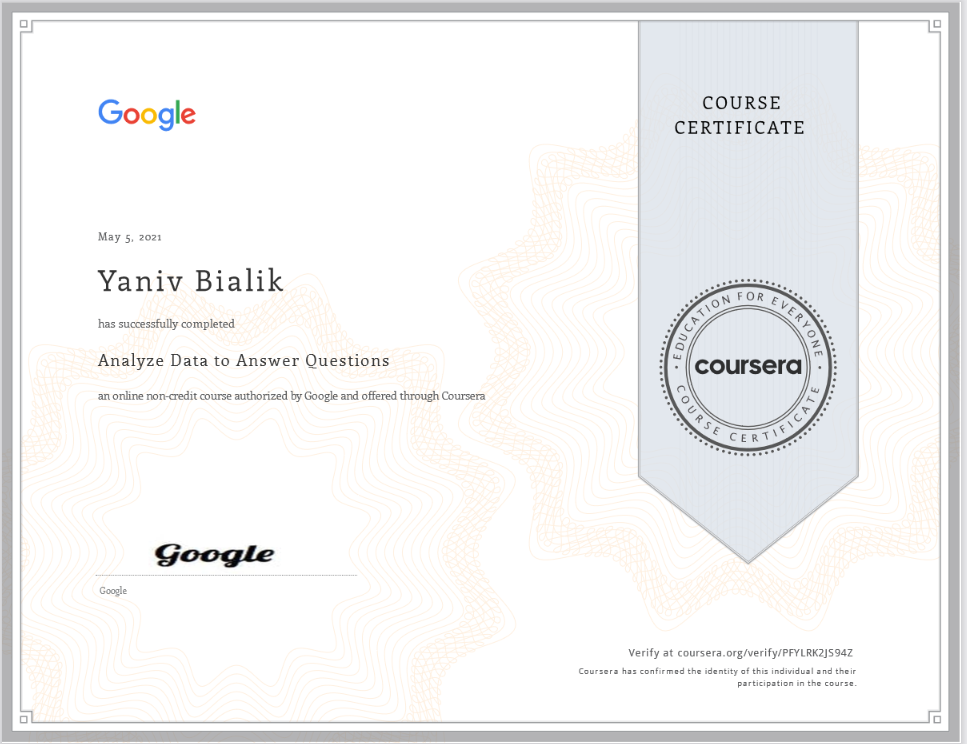 Google
COURSE
CERTIFICATE
May 5, 2021
Yaniv Bialik
has successfully completed
Analyze Data to Answer Questions
an online non-credit course authorized by Google and offered through Coursera
EDUCATION FOR EVERYONE
coursera
COURSE CERTIFICATE
Google
Google
Verify at coursera.org/verify/PFYLRK2JS94Z
Coursera has confirmed the identity of this individual and their
participation in the course.